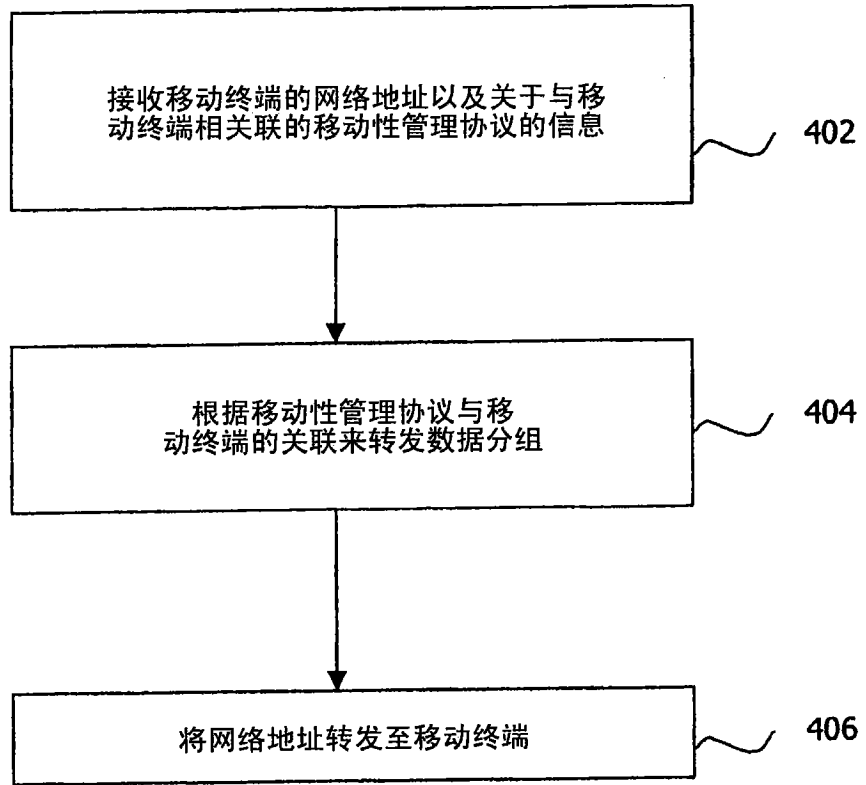 接收移动终端的网络地址以及关于与移
动终端相关联的移动性管理协议的信息
402
根据移动性管理协议与移
动终端的关联来转发数据分组
404
将网络地址转发至移动终端
406